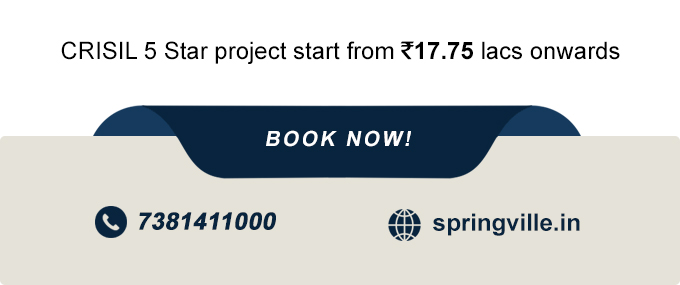 CRISIL 5 Star project start from ₹17.75 lacs onwards
BOOK NOW!
7381411000
springville.in